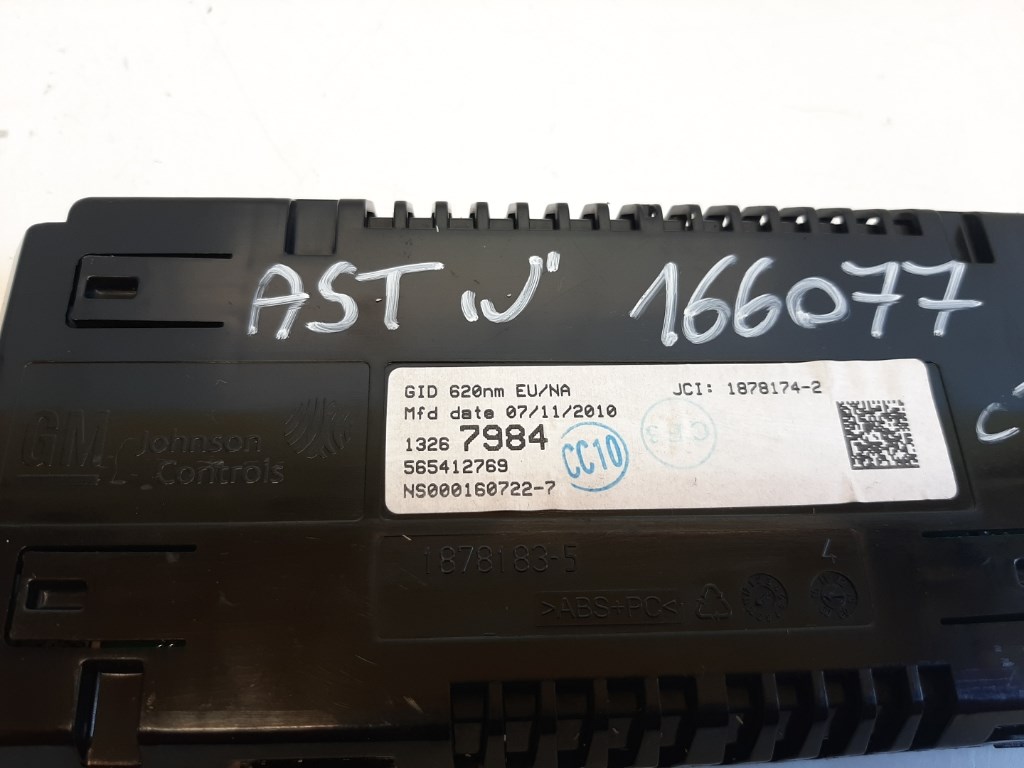 AST 166077
GID 620nm EU/NA JCI: 1878174-2
Mfd date 07/11/2010
1326 7984
CC10
565412769
NS000160722-7
GM
Johnson
Controls
1878183-5
4
>ABS+PC<